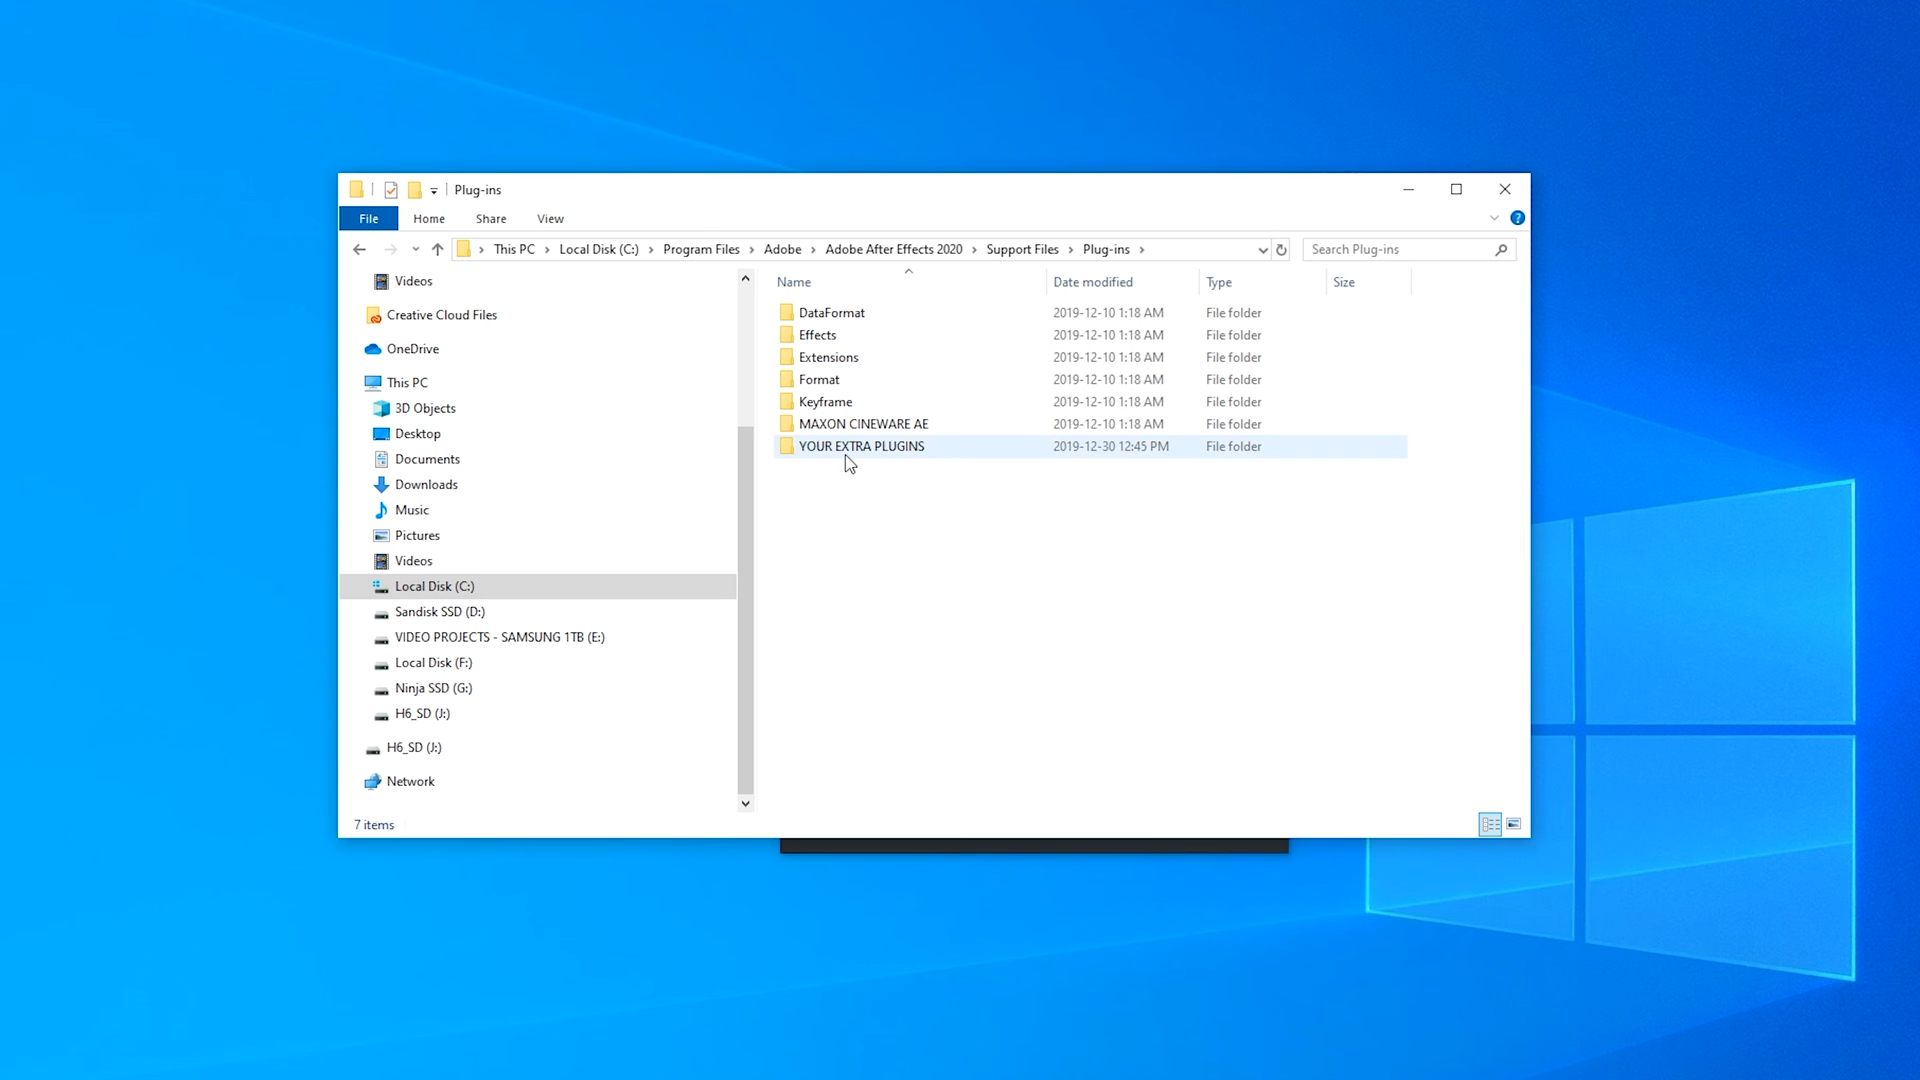 Plug-ins
File Home Share View
This PC Local Disk (C:) Program Files Adobe Adobe After Effects 2020 Support Files Plug-ins Search Plug-ins
Name Date modified Type Size
Videos
Creative Cloud Files
OneDrive
This PC
3D Objects
Desktop
Documents
Downloads
Music
Pictures
Videos
Local Disk (C:)
Sandisk SSD (D:)
VIDEO PROJECTS - SAMSUNG 1TB (E:)
Local Disk (F:)
Ninja SSD (G:)
H6_SD (J:)
H6_SD (J:)
Network
DataFormat 2019-12-10 1:18 AM File folder
Effects 2019-12-10 1:18 AM File folder
Extensions 2019-12-10 1:18 AM File folder
Format 2019-12-10 1:18 AM File folder
Keyframe 2019-12-10 1:18 AM File folder
MAXON CINEWARE AE 2019-12-10 1:18 AM File folder
YOUR EXTRA PLUGINS 2019-12-30 12:45 PM File folder
7 items